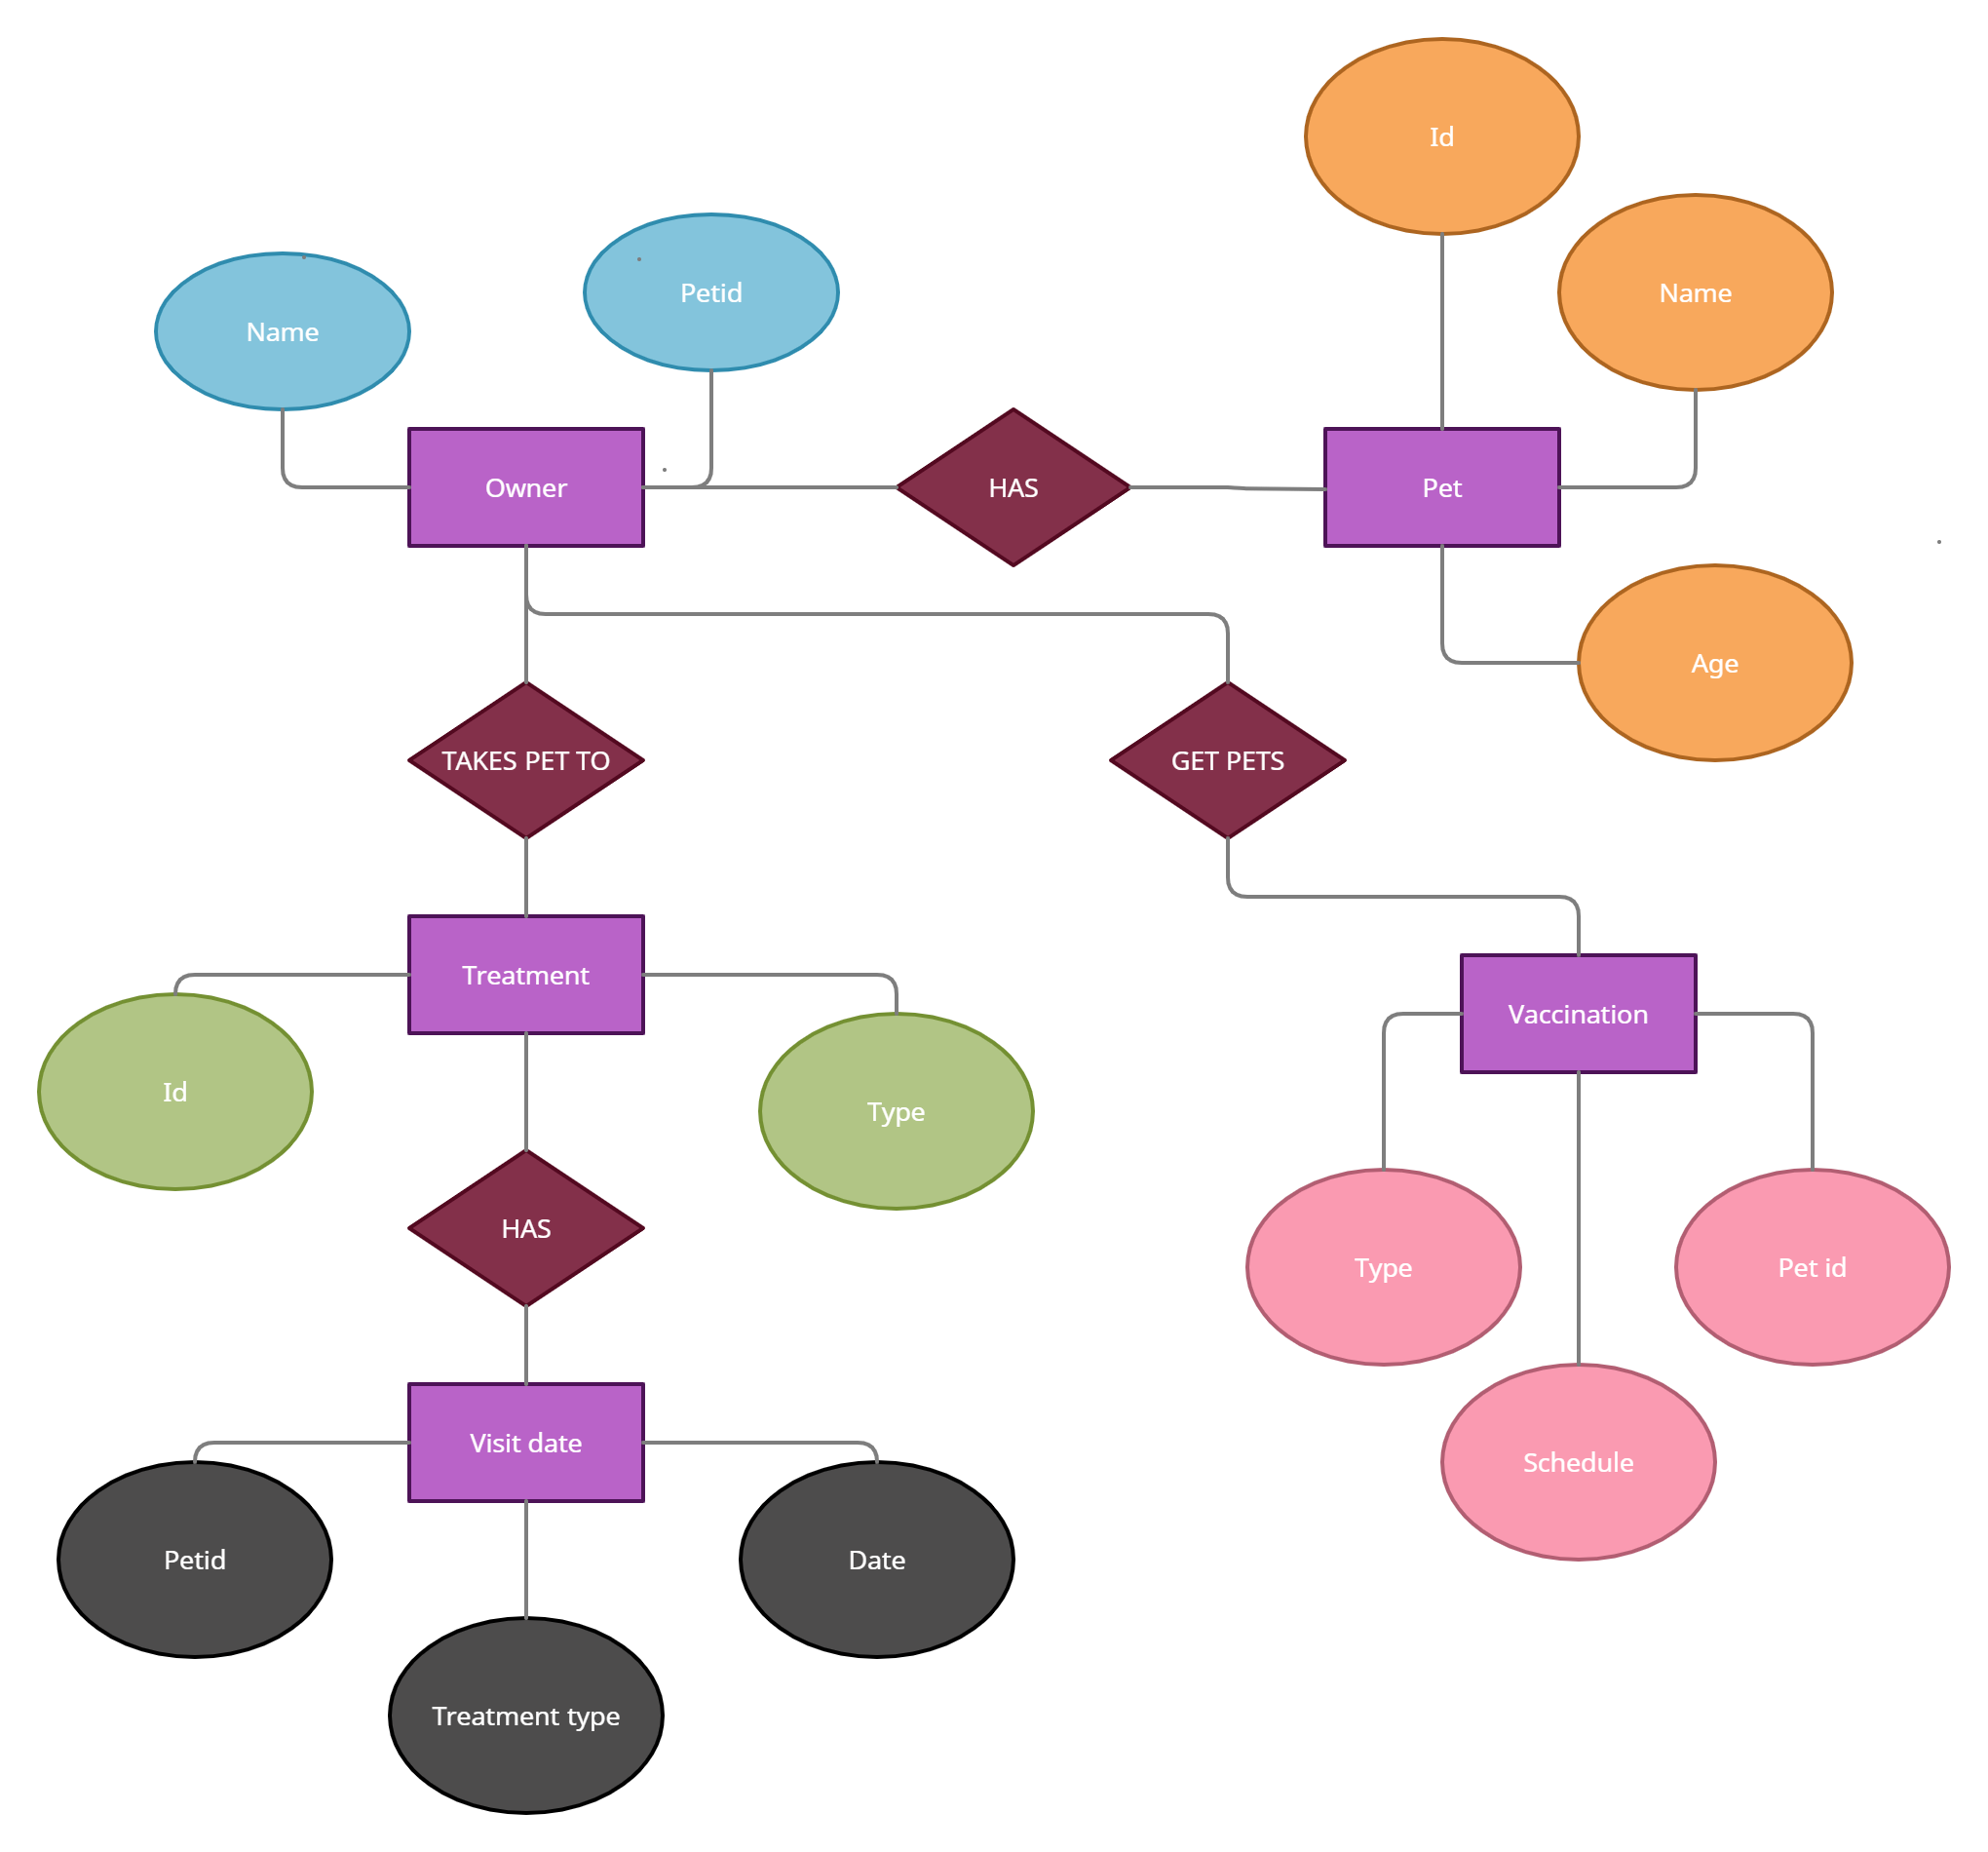 Id
Name
Petid
Name
Owner
HAS
Pet
Age
TAKES PET TO
GET PETS
Treatment
Vaccination
Id
Type
HAS
Type
Pet id
Visit date
Schedule
Petid
Date
Treatment type